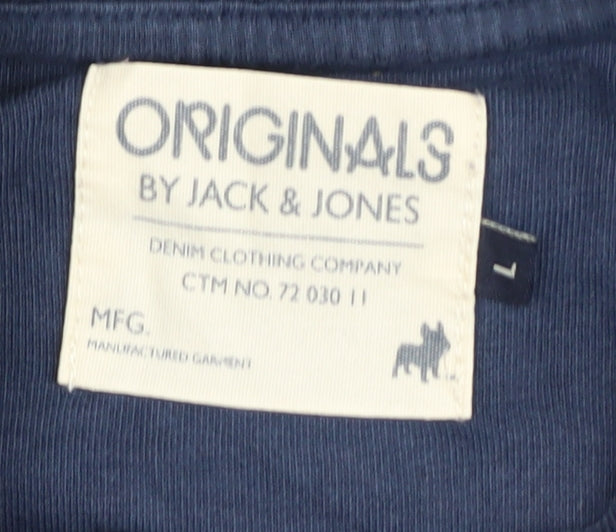 ORIGINALS
BY JACK & JONES
DENIM CLOTHING COMPANY
CTM NO. 72 030 11
MFG.
MANUFACTURED GARMENT
L